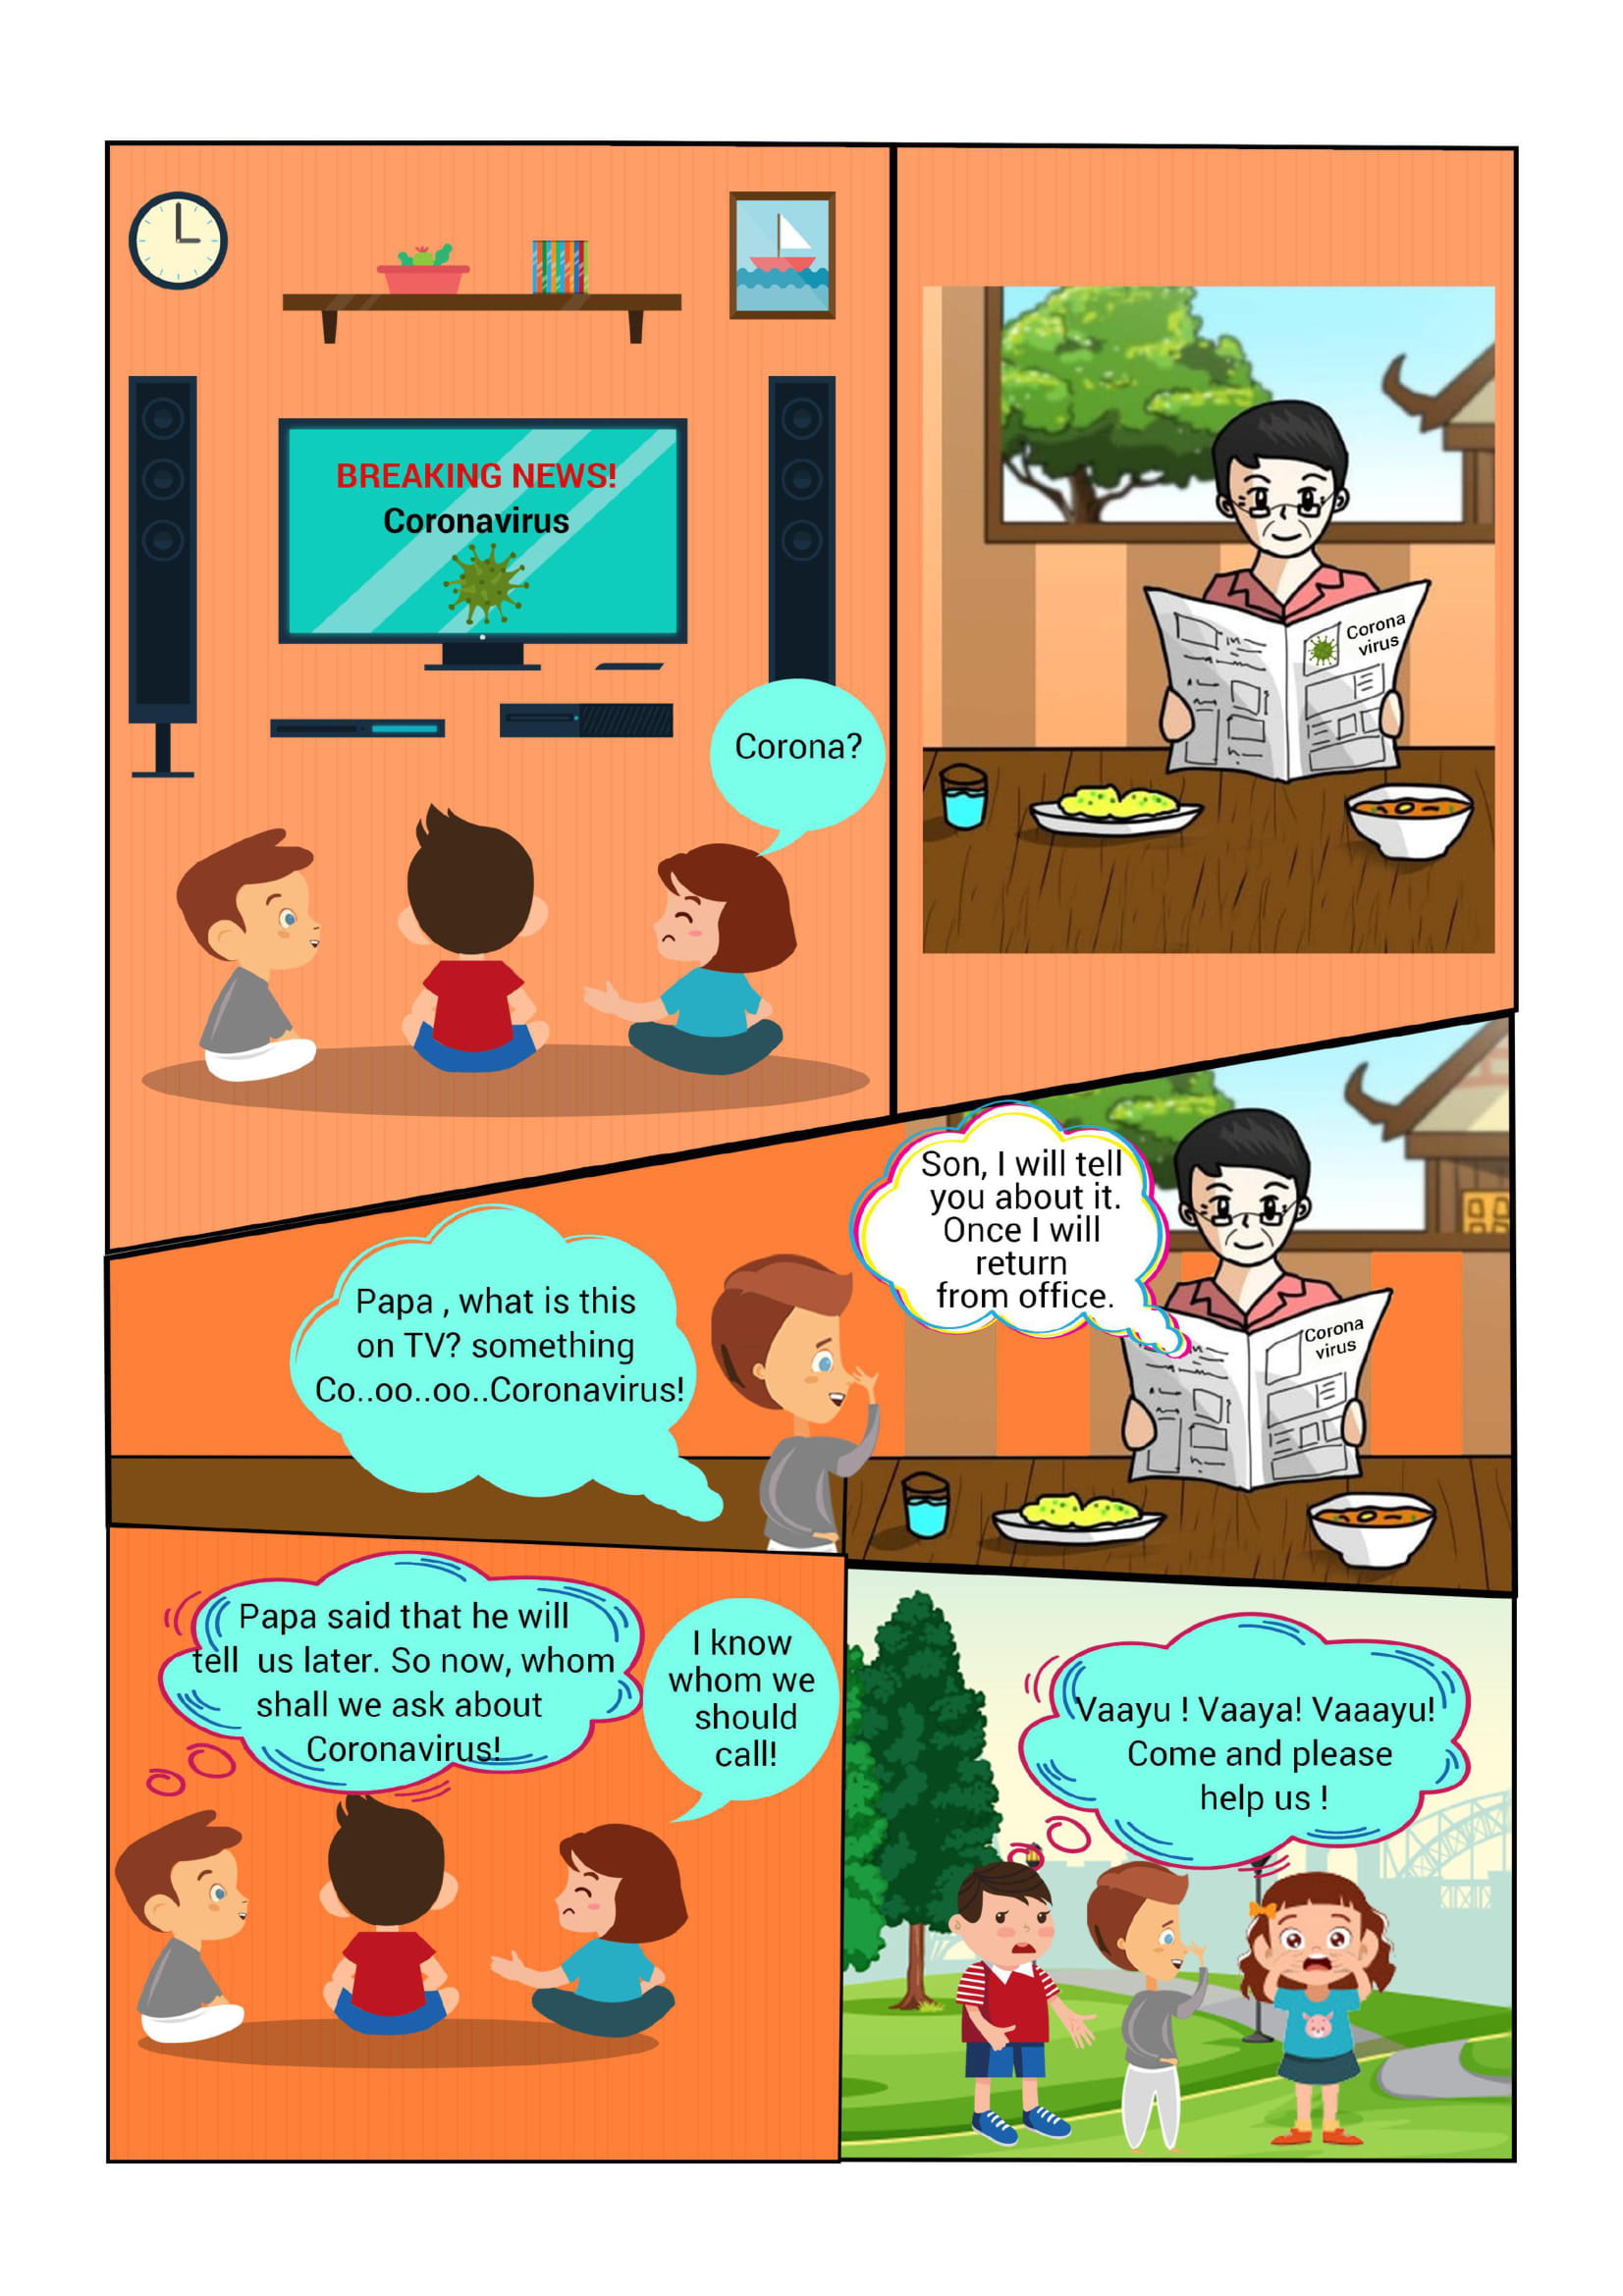 BREAKING NEWS!
Coronavirus
Corona?
Corona
virus
Papa , what is this
on TV? something
Co..oo..oo..Coronavirus!
Son, I will tell
you about it.
Once I will
return
from office.
Corona
virus
Papa said that he will
tell  us later. So now, whom
shall we ask about
Coronavirus!
I know
whom we
should
call!
Vaayu ! Vaaya! Vaaayu!
Come and please
help us !